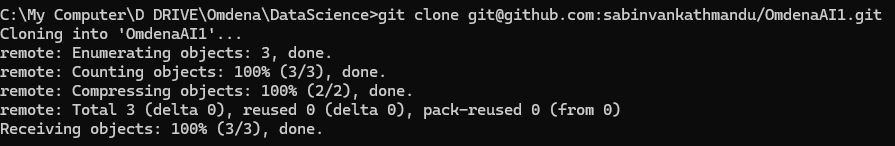 C:\My Computer\D DRIVE\Omdena\DataScience>git clone git@github.com:sabinvankathmandu/OmdenaAI1.git
Cloning into 'OmdenaAI1'...
remote: Enumerating objects: 3, done.
remote: Counting objects: 100% (3/3), done.
remote: Compressing objects: 100% (2/2), done.
remote: Total 3 (delta 0), reused 0 (delta 0), pack-reused 0 (from 0)
Receiving objects: 100% (3/3), done.